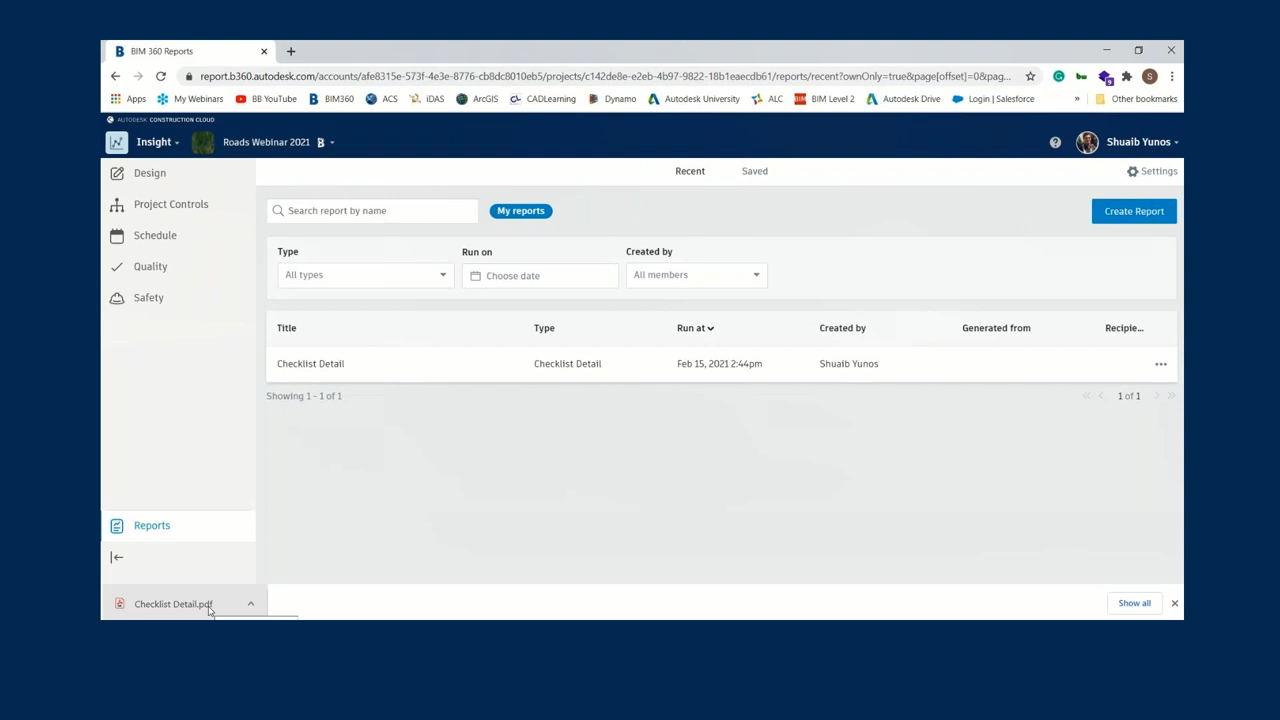 BIM 360 Reports
report.b360.autodesk.com/accounts/afe8315e-573f-4e3e-8776-cb8dc8010eb5/projects/c142de8e-e2eb-4b97-9822-18b1eaecdb61/reports/recent?ownOnly=true&page[offset]=0&pag...
S
9
Apps My Webinars BB YouTube BIM360 ACS iDAS ArcGIS CADLearning Dynamo Autodesk University ALC BIM Level 2 Autodesk Drive Login | Salesforce » Other bookmarks
AUTODESK CONSTRUCTION CLOUD
Insight Roads Webinar 2021 Shuaib Yunos
Design
Project Controls
Schedule
Quality
Safety
Reports
Recent Saved Settings
Search report by name My reports Create Report
Type Run on Created by
All types Choose date All members
Title Type Run at Created by Generated from Recipie...
Checklist Detail Checklist Detail Feb 15, 2021 2:44pm Shuaib Yunos
Showing 1 - 1 of 1 1 of 1
Checklist Detail.pdf Show all